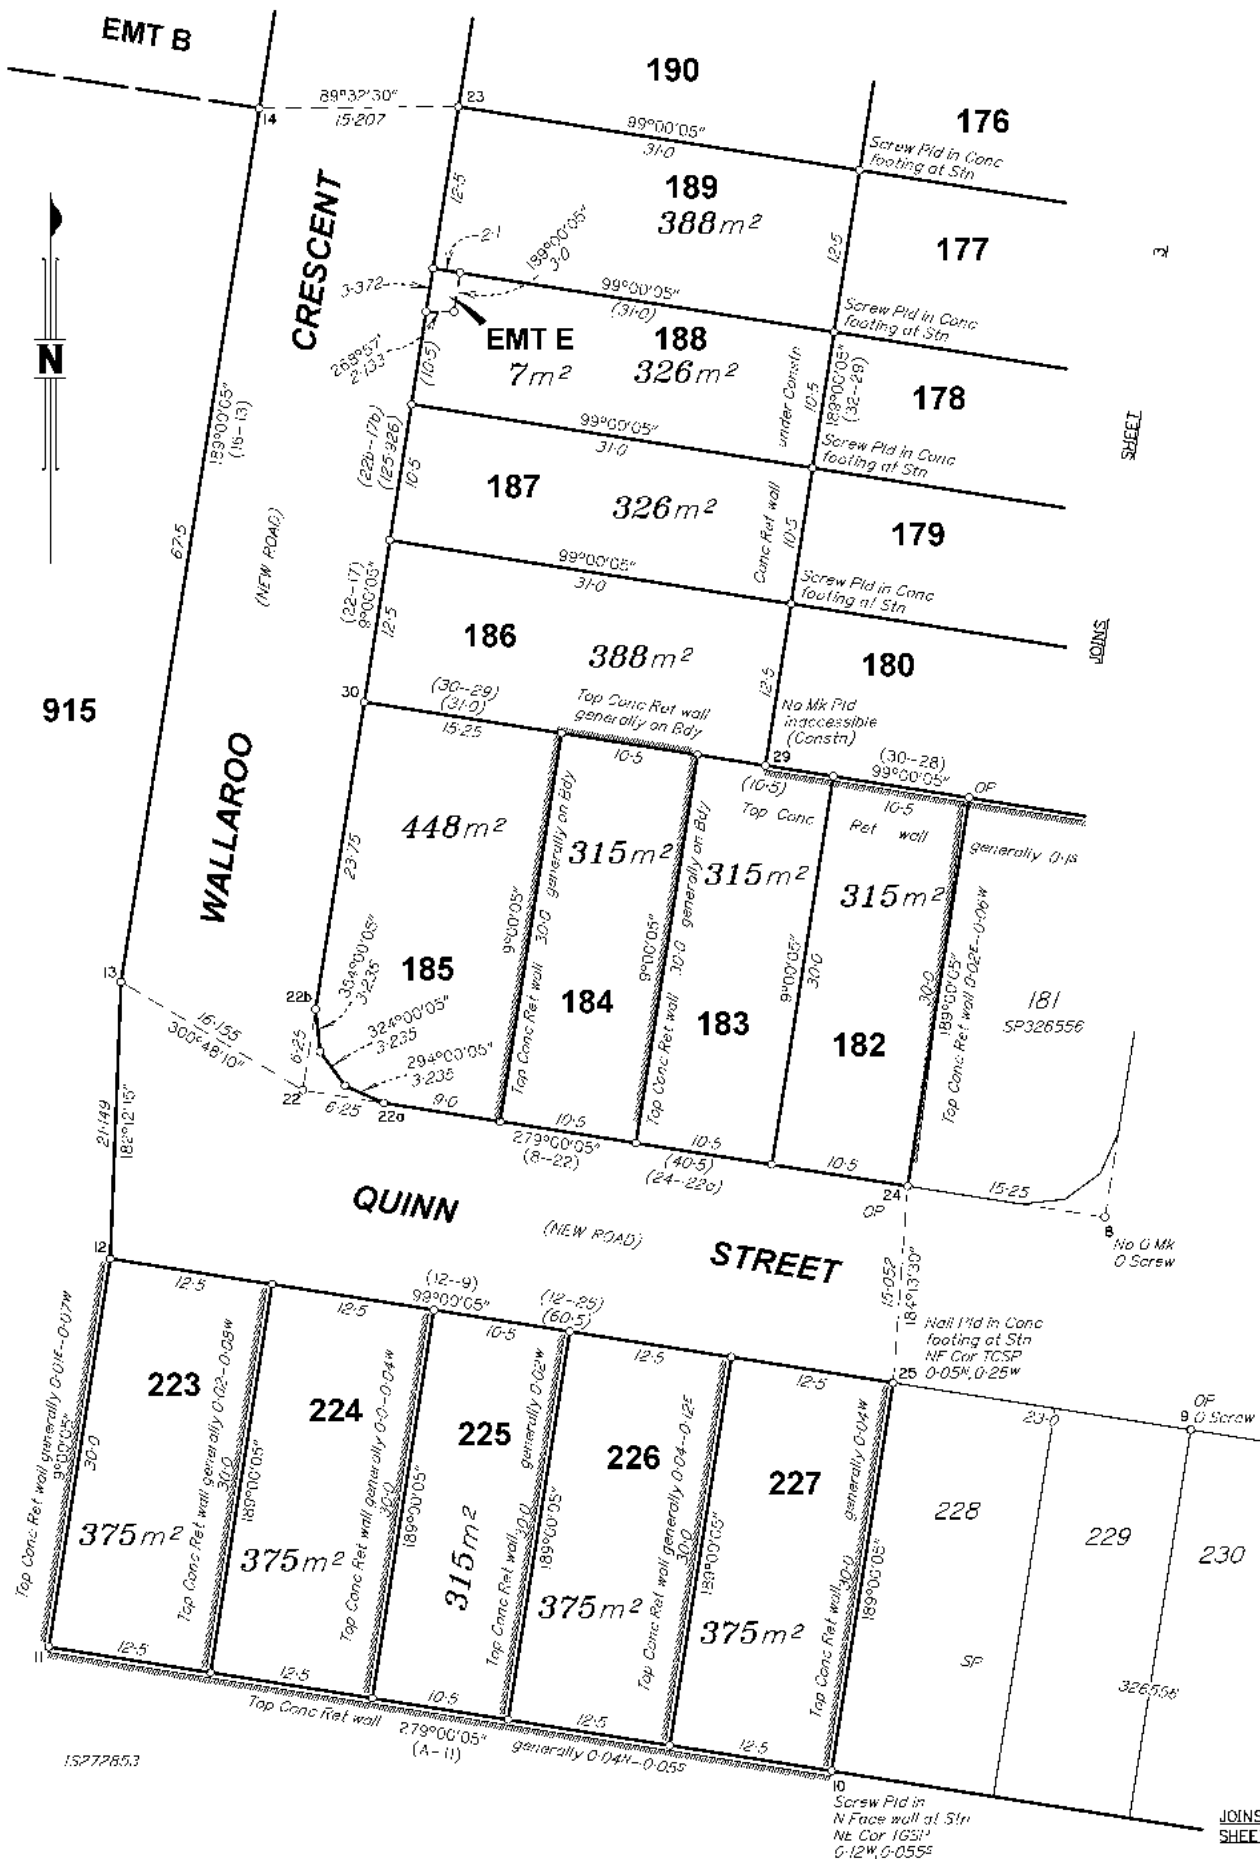 EMT B
190
89°32'30"
15·207
23
14
99°00'05"
31·0
176
Screw Pld in Conc
footing at Stn
189
388m²
12·5
12·5
CRESCENT
2·1
189°00'05"
3·0
177
3
3·372
99°00'05"
(31·0)
Screw Pld in Conc
footing at Stn
N
EMT E
7m²
188
326m²
2·133
(10·5)
under Constn
10·5
189°00'05"
(32--29)
178
SHEET
189°00'05"
(16-13)
99°00'05"
31·0
(22b--17b)
(125·926)
10·5
187
326m²
Screw Pld in Conc
footing at Stn
Conc Ret wall
10·5
179
67·5
(NEW ROAD)
99°00'05"
31·0
Screw Pld in Conc
footing at Stn
(22--17)
9°00'05"
12·5
186
388m²
12·5
180
JOINS
915
30
(30--29)
(31·0)
15·25
Top Conc Ret wall
generally on Bdy
10·5
No Mk Pld
inaccessible
(Constn)
29
(30--28)
99°00'05"
OP
(10·5)
10·5
WALLAROO
448m²
23·75
315m²
315m²
315m²
Top Conc
Ret wall
9°00'05"
Top Conc Ret wall 30·0 generally on Bdy
9°00'05"
Top Conc Ret wall 30·0 generally on Bdy
9°00'05"
30·0
30·0
189°00'05"
Top Conc Ret wall 0·02E--0·06W
13
16·155
300°48'10"
22b
354°00'05"
3·235
185
324°00'05"
3·235
294°00'05"
3·235
184
183
182
181
SP326556
6·25
22
6·25
22a
9·0
10·5
279°00'05"
(8--22)
10·5
(40·5)
(24--22a)
10·5
24
OP
15·25
8
No O Mk
O Screw
21·149
182°12'15"
QUINN
(NEW ROAD)
STREET
15·052
184°13'30"
12
12·5
12·5
(12--9)
99°00'05"
10·5
(12--25)
(60·5)
12·5
12·5
25
Nail Pld in Conc
footing at Stn
NE Cor TCSP
0·05N,0·25W
23·0
OP
9 O Screw
Top Conc Ret wall generally 0·01E--0·07W
9°00'05"
30·0
223
375m²
Top Conc Ret wall generally 0·02--0·08W
30·0
189°00'05"
224
375m²
Top Conc Ret wall generally 0·0--0·04W
30·0
189°00'05"
225
315m²
Top Conc Ret wall 30·0 generally 0·02W
189°00'05"
226
375m²
Top Conc Ret wall generally 0·04--0·12E
30·0
189°00'05"
227
375m²
Top Conc Ret wall 30·0 generally 0·04W
189°00'05"
228
229
230
SP
326556
11
12·5
12·5
10·5
12·5
12·5
10
Top Conc Ret wall
279°00'05"
(A-11)
generally 0·04N--0·05S
IS272853
Screw Pld in
N Face wall at Stn
0·12W,0·055S
JOINS